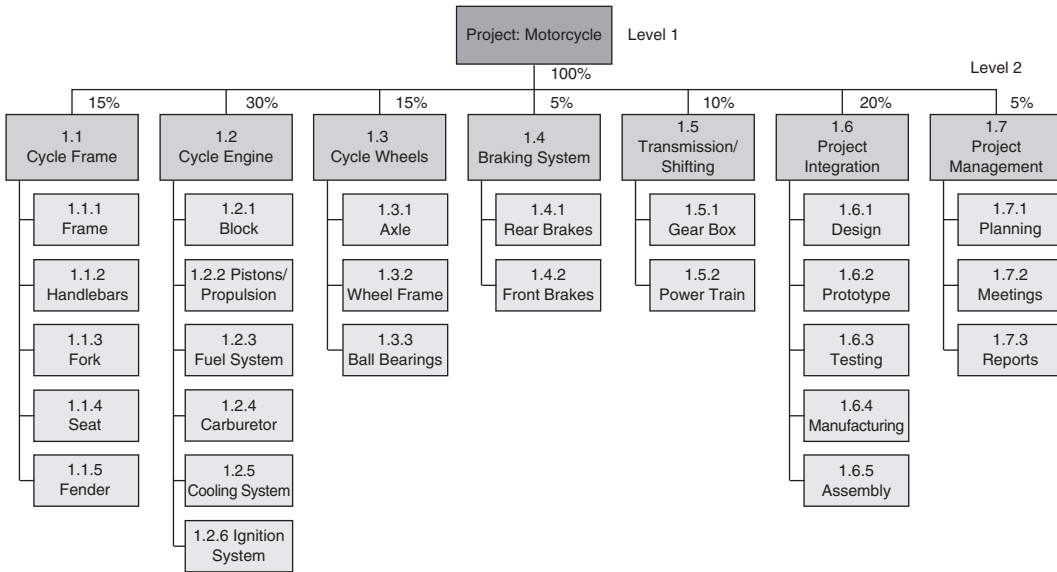 Project: Motorcycle
Level 1
100%
Level 2
15%
30%
15%
5%
10%
20%
5%
1.1
Cycle Frame
1.2
Cycle Engine
1.3
Cycle Wheels
1.4
Braking System
1.5
Transmission/
Shifting
1.6
Project
Integration
1.7
Project
Management
1.1.1
Frame
1.1.2
Handlebars
1.1.3
Fork
1.1.4
Seat
1.1.5
Fender
1.2.1
Block
1.2.2 Pistons/
Propulsion
1.2.3
Fuel System
1.2.4
Carburetor
1.2.5
Cooling System
1.2.6 Ignition
System
1.3.1
Axle
1.3.2
Wheel Frame
1.3.3
Ball Bearings
1.4.1
Rear Brakes
1.4.2
Front Brakes
1.5.1
Gear Box
1.5.2
Power Train
1.6.1
Design
1.6.2
Prototype
1.6.3
Testing
1.6.4
Manufacturing
1.6.5
Assembly
1.7.1
Planning
1.7.2
Meetings
1.7.3
Reports